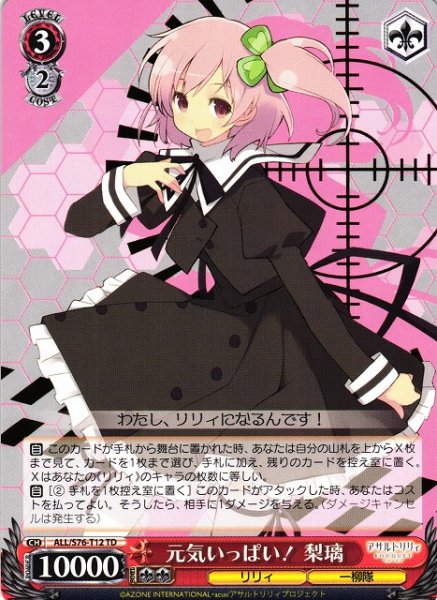 LEVEL
3
2
COST
わたし、リリィになるんです！
自 このカードが手札から舞台に置かれた時、あなたは自分の山札を上からX枚
まで見て、カードを1枚まで選び、手札に加え、残りのカードを控え室に置く。
Xはあなたの《リリィ》のキャラの枚数に等しい。
自 [② 手札を1枚控え室に置く] このカードがアタックした時、あなたはコス
トを払ってよい。そうしたら、相手に1ダメージを与える。(ダメージキャンセル
は発生する)
CH ALL/S76-T12 TD
元気いっぱい! 梨璃
アサルトリリィ
BOUQUET
POWER
10000
SOUL
リリィ
一柳隊
©AZONE INTERNATIONAL・acus/アサルトリリィプロジェクト